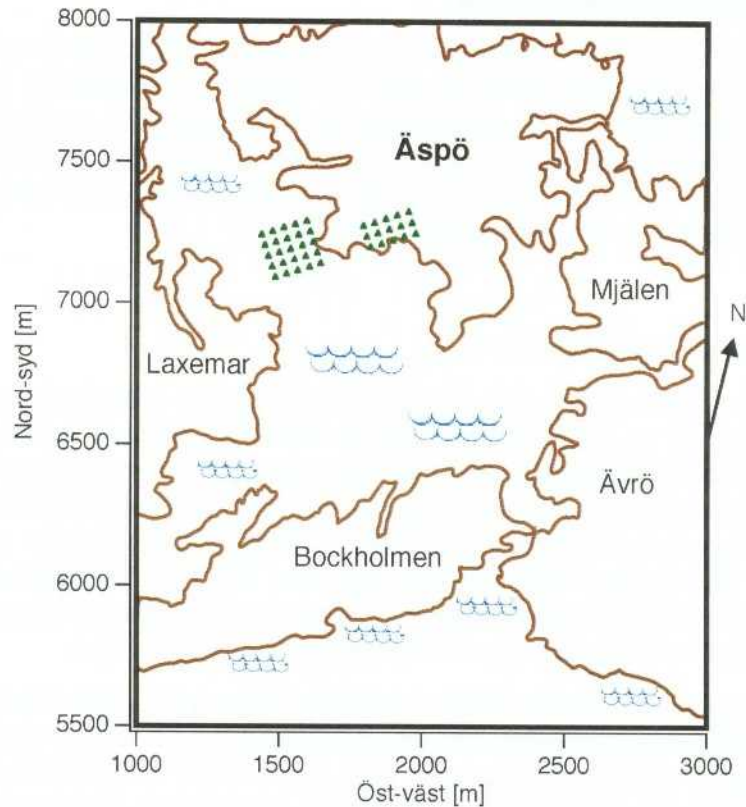 8000
7500
7000
6500
6000
5500
Nord-syd [m]
Äspö
Mjälen
N
Laxemar
Ävrö
Bockholmen
1000
1500
2000
2500
3000
Öst-väst [m]